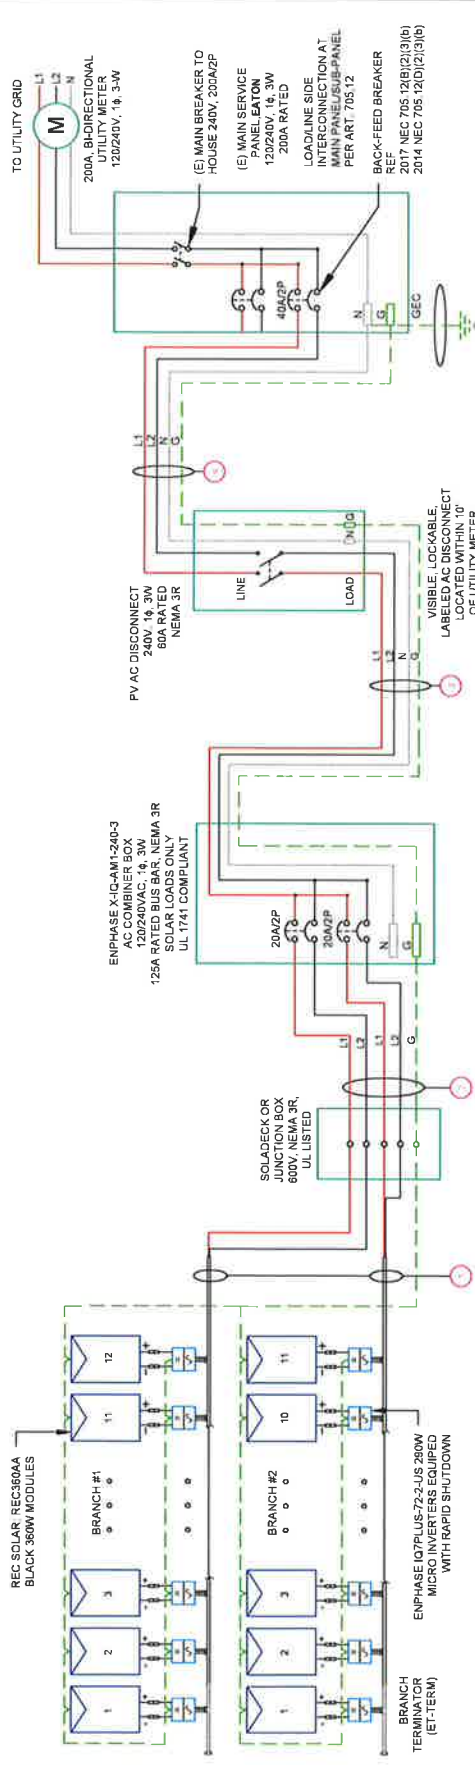 REC SOLAR: REC360AA
BLACK 360W MODULES
1
2
3
BRANCH #1
11
12
1
2
3
BRANCH #2
10
11
BRANCH
TERMINATOR
(ET-TERM)
ENPHASE IQ7PLUS-72-2-US 290W
MICRO INVERTERS EQUIPED
WITH RAPID SHUTDOWN
SOLADECK OR
JUNCTION BOX
600V, NEMA 3R,
UL LISTED
L1
L2
L1
L2
G
ENPHASE X-IQ-AM1-240-3
AC COMBINER BOX
120/240VAC, 1ϕ, 3W
125A RATED BUS BAR, NEMA 3R
SOLAR LOADS ONLY
UL 1741 COMPLIANT
20A/2P
20A/2P
N
G
L1
L2
N
G
PV AC DISCONNECT
240V, 1ϕ, 3W
60A RATED
NEMA 3R
LINE
LOAD
N
G
VISIBLE, LOCKABLE,
LABELED AC DISCONNECT
LOCATED WITHIN 10'
OF UTILITY METER
L1
L2
N
G
40A/2P
N
G
GEC
TO UTILITY GRID
L1
L2
N
M
200A, BI-DIRECTIONAL
UTILITY METER
120/240V, 1ϕ, 3-W
(E) MAIN BREAKER TO
HOUSE 240V, 200A/2P
(E) MAIN SERVICE
PANEL, EATON
120/240V, 1ϕ, 3W
200A RATED
LOAD/LINE SIDE
INTERCONNECTION AT
MAIN PANEL/SUB-PANEL
PER ART. 705.12
BACK-FEED BREAKER
REF
2017 NEC 705.12(B)(2)(3)(b)
2014 NEC 705.12(D)(2)(3)(b)